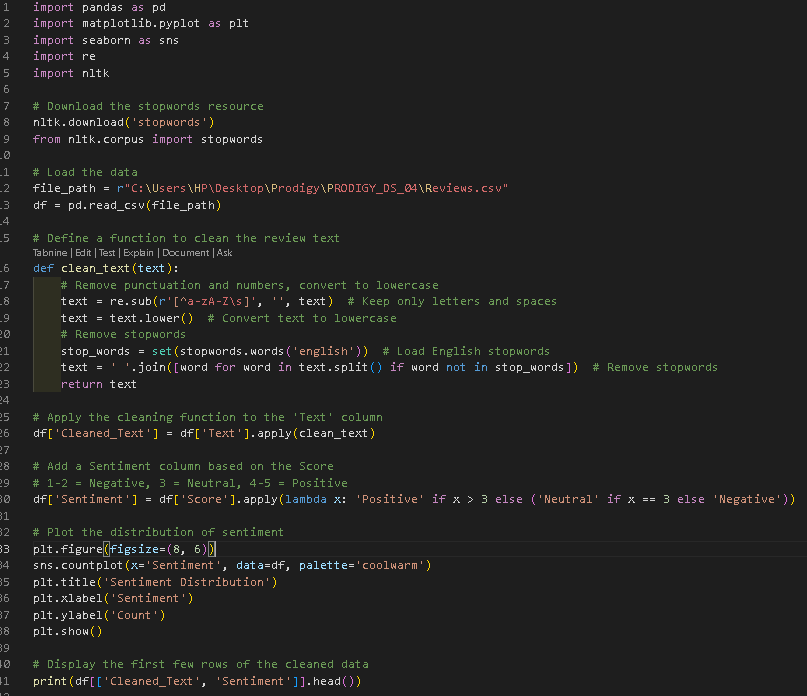 1 import pandas as pd
2 import matplotlib.pyplot as plt
3 import seaborn as sns
4 import re
5 import nltk
6
7 # Download the stopwords resource
8 nltk.download('stopwords')
9 from nltk.corpus import stopwords
10
11 # Load the data
12 file_path = r"C:\Users\HP\Desktop\Prodigy\PRODIGY_DS_04\Reviews.csv"
13 df = pd.read_csv(file_path)
14
15 # Define a function to clean the review text
Tabnine | Edit | Test | Explain | Document | Ask
16 def clean_text(text):
17     # Remove punctuation and numbers, convert to lowercase
18     text = re.sub(r'[^a-zA-Z\s]', '', text)  # Keep only letters and spaces
19     text = text.lower()  # Convert text to lowercase
20     # Remove stopwords
21     stop_words = set(stopwords.words('english'))  # Load English stopwords
22     text = ' '.join([word for word in text.split() if word not in stop_words])  # Remove stopwords
23     return text
24
25 # Apply the cleaning function to the 'Text' column
26 df['Cleaned_Text'] = df['Text'].apply(clean_text)
27
28 # Add a Sentiment column based on the Score
29 # 1-2 = Negative, 3 = Neutral, 4-5 = Positive
30 df['Sentiment'] = df['Score'].apply(lambda x: 'Positive' if x > 3 else ('Neutral' if x == 3 else 'Negative'))
31
32 # Plot the distribution of sentiment
33 plt.figure(figsize=(8, 6))
34 sns.countplot(x='Sentiment', data=df, palette='coolwarm')
35 plt.title('Sentiment Distribution')
36 plt.xlabel('Sentiment')
37 plt.ylabel('Count')
38 plt.show()
39
40 # Display the first few rows of the cleaned data
41 print(df[['Cleaned_Text', 'Sentiment']].head())